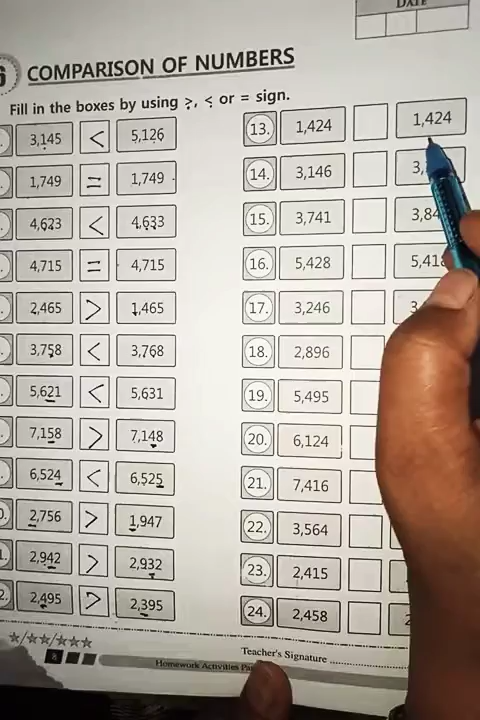 DATE
6 COMPARISON OF NUMBERS
Fill in the boxes by using >, < or = sign.
3,145 < 5,126
1,749 = 1,749
4,623 < 4,633
4,715 = 4,715
2,465 > 1,465
3,758 < 3,768
5,621 < 5,631
7,158 > 7,148
6,524 < 6,525
2,756 > 1,947
2,942 > 2,932
2,495 > 2,395
13. 1,424 1,424
14. 3,146
15. 3,741
16. 5,428
17. 3,246
18. 2,896
19. 5,495
20. 6,124
21. 7,416
22. 3,564
23. 2,415
24. 2,458
8
Homework Activities
Teacher's Signature